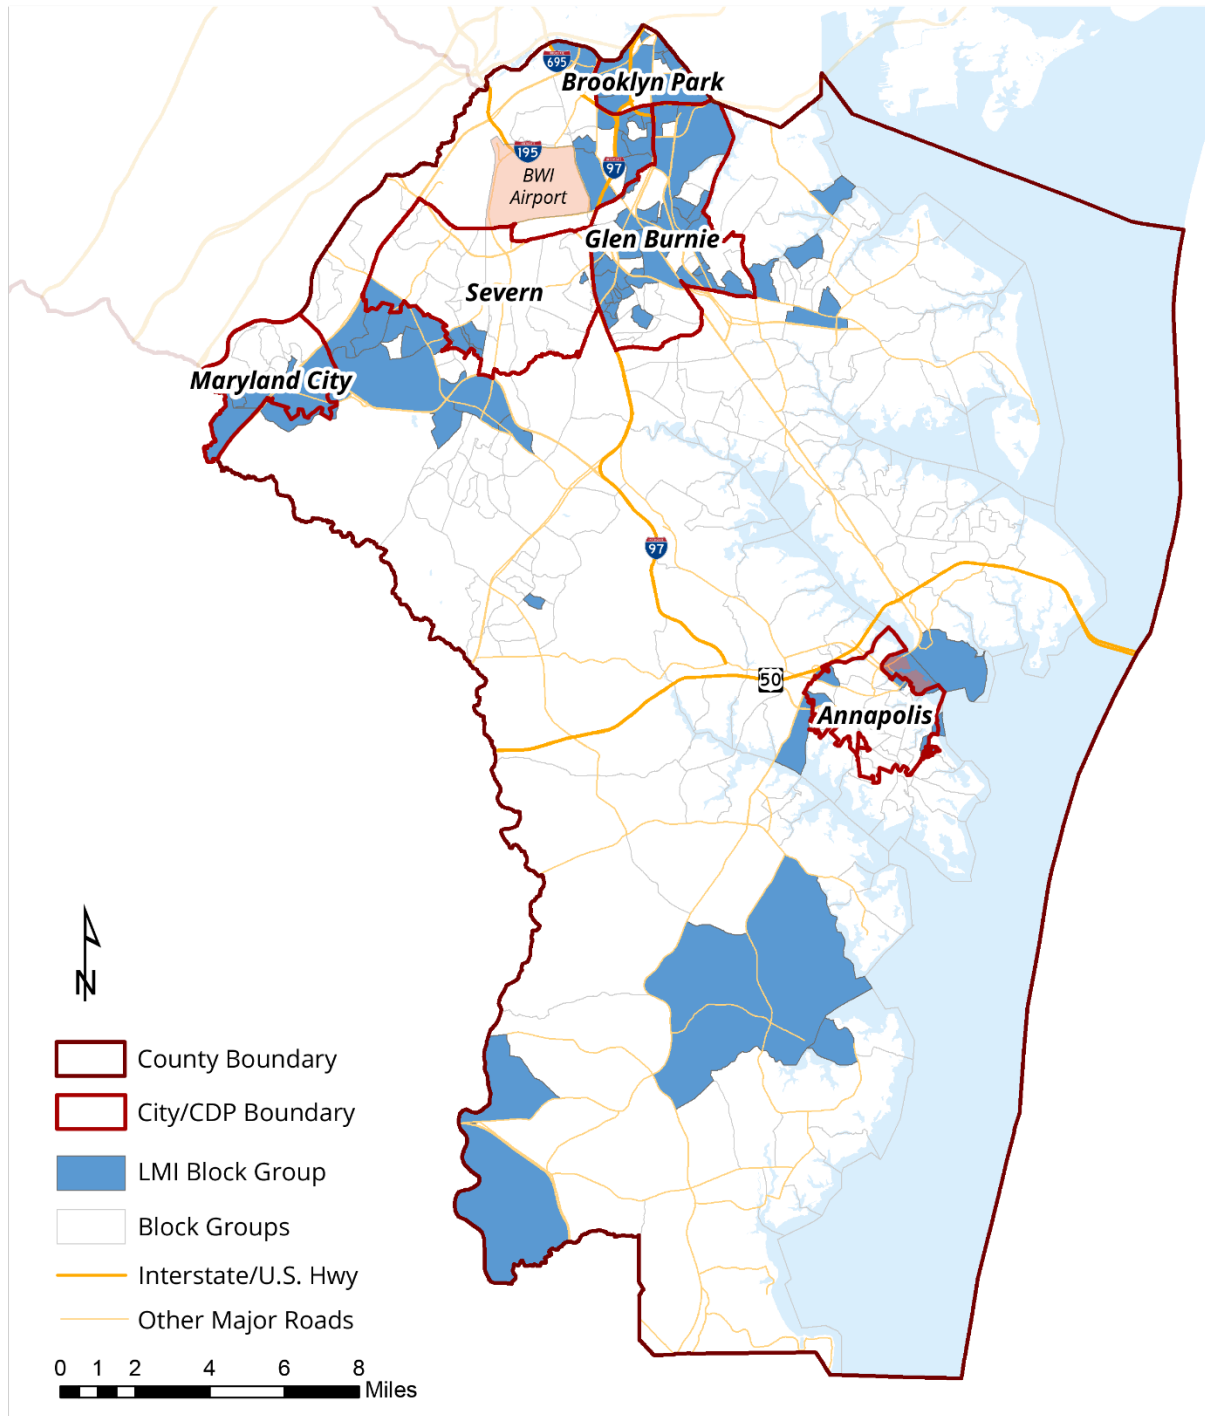 695
Brooklyn Park
195
97
BWI
Airport
Glen Burnie
Severn
Maryland City
97
50
Annapolis
N
County Boundary
City/CDP Boundary
LMI Block Group
Block Groups
Interstate/U.S. Hwy
Other Major Roads
0 1 2 4 6 8
Miles